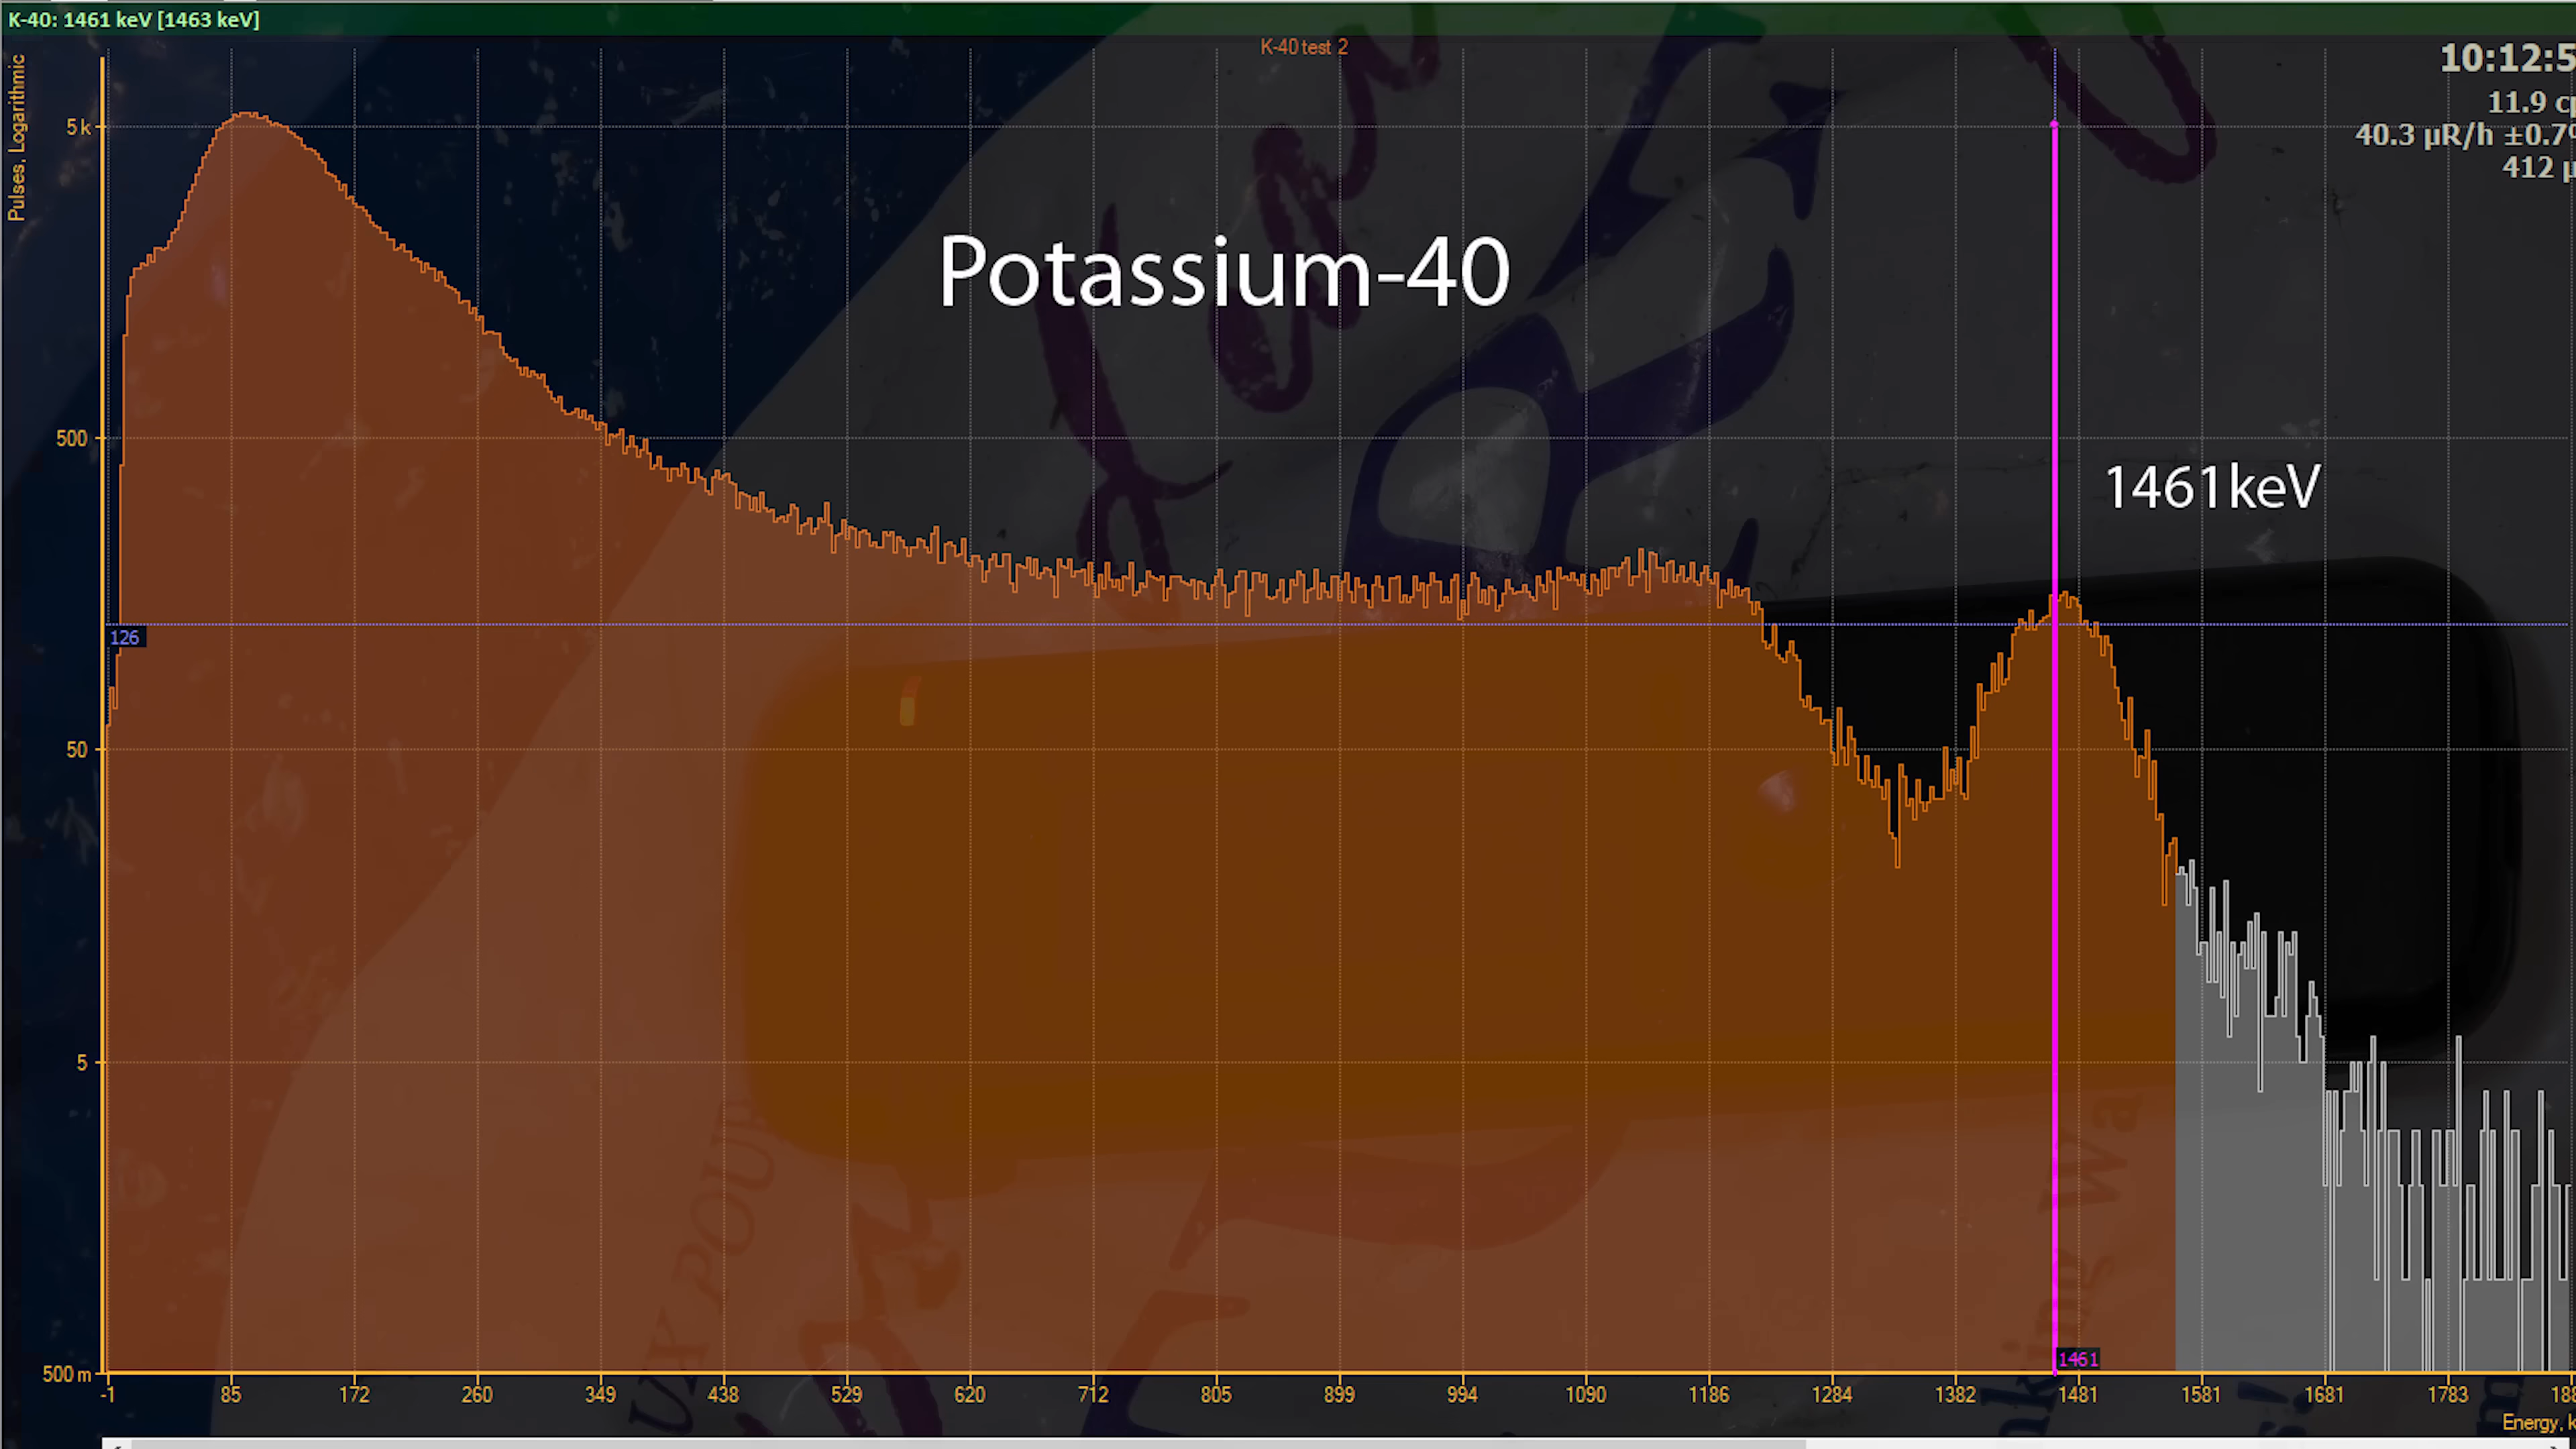 K-40: 1461 keV [1463 keV]
K-40 test 2
Pulses, Logarithmic
10:12:5
11.9 cp
40.3 µR/h ±0.7
412 µ
Potassium-40
1461keV
5 k
500
126
50
5
500 m
1461
-1 85 172 260 349 438 529 620 712 805 899 994 1090 1186 1284 1382 1481 1581 1681 1783 188
Energy, k